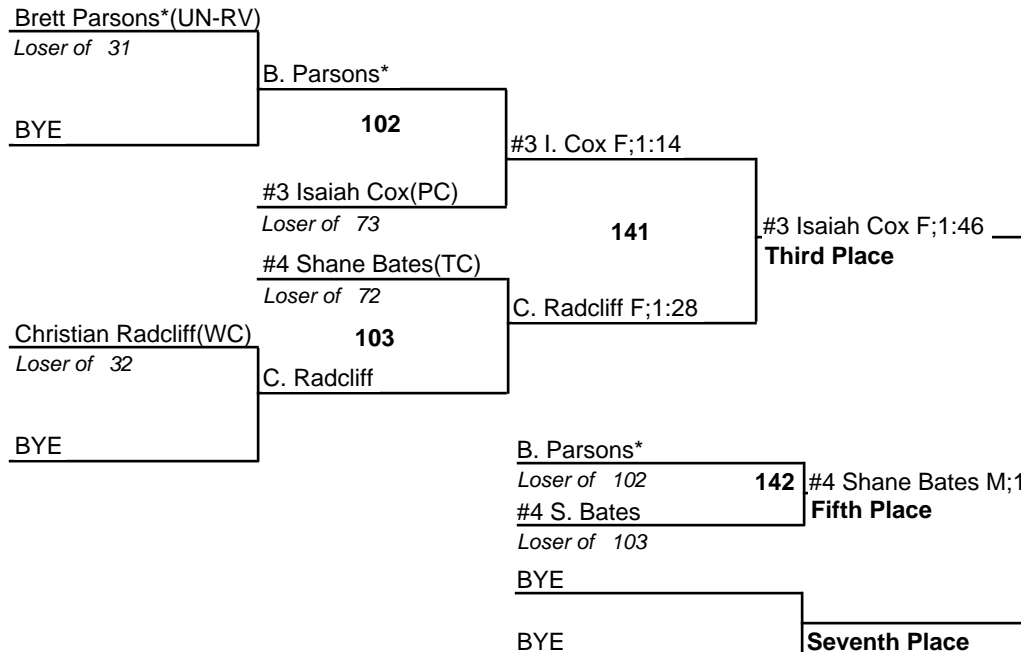 Brett Parsons*(UN-RV)
Loser of 31
B. Parsons*
BYE
102
#3 I. Cox F;1:14
#3 Isaiah Cox(PC)
Loser of 73
141
#3 Isaiah Cox F;1:46
Third Place
#4 Shane Bates(TC)
Loser of 72
C. Radcliff F;1:28
Christian Radcliff(WC)
Loser of 32
103
C. Radcliff
BYE
B. Parsons*
Loser of 102
142
#4 Shane Bates M;1
Fifth Place
#4 S. Bates
Loser of 103
BYE
BYE
Seventh Place